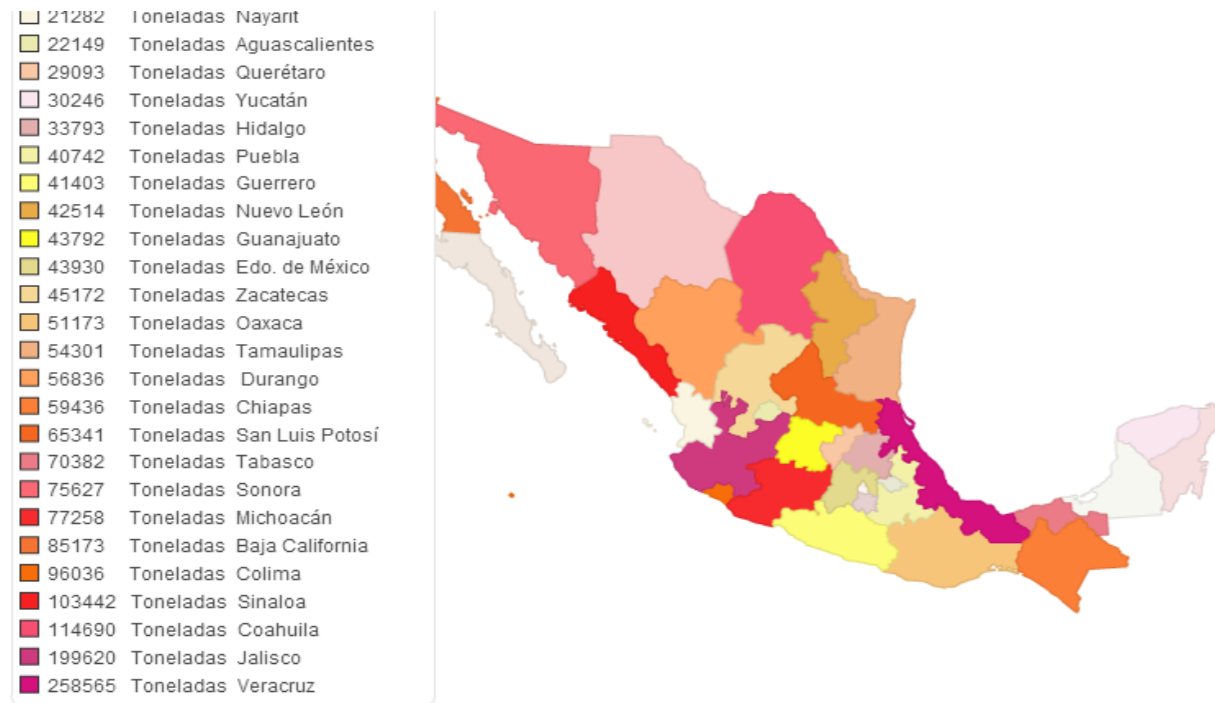 21282 Toneladas Nayarit
22149 Toneladas Aguascalientes
29093 Toneladas Querétaro
30246 Toneladas Yucatán
33793 Toneladas Hidalgo
40742 Toneladas Puebla
41403 Toneladas Guerrero
42514 Toneladas Nuevo León
43792 Toneladas Guanajuato
43930 Toneladas Edo. de México
45172 Toneladas Zacatecas
51173 Toneladas Oaxaca
54301 Toneladas Tamaulipas
56836 Toneladas Durango
59436 Toneladas Chiapas
65341 Toneladas San Luis Potosí
70382 Toneladas Tabasco
75627 Toneladas Sonora
77258 Toneladas Michoacán
85173 Toneladas Baja California
96036 Toneladas Colima
103442 Toneladas Sinaloa
114690 Toneladas Coahuila
199620 Toneladas Jalisco
258565 Toneladas Veracruz